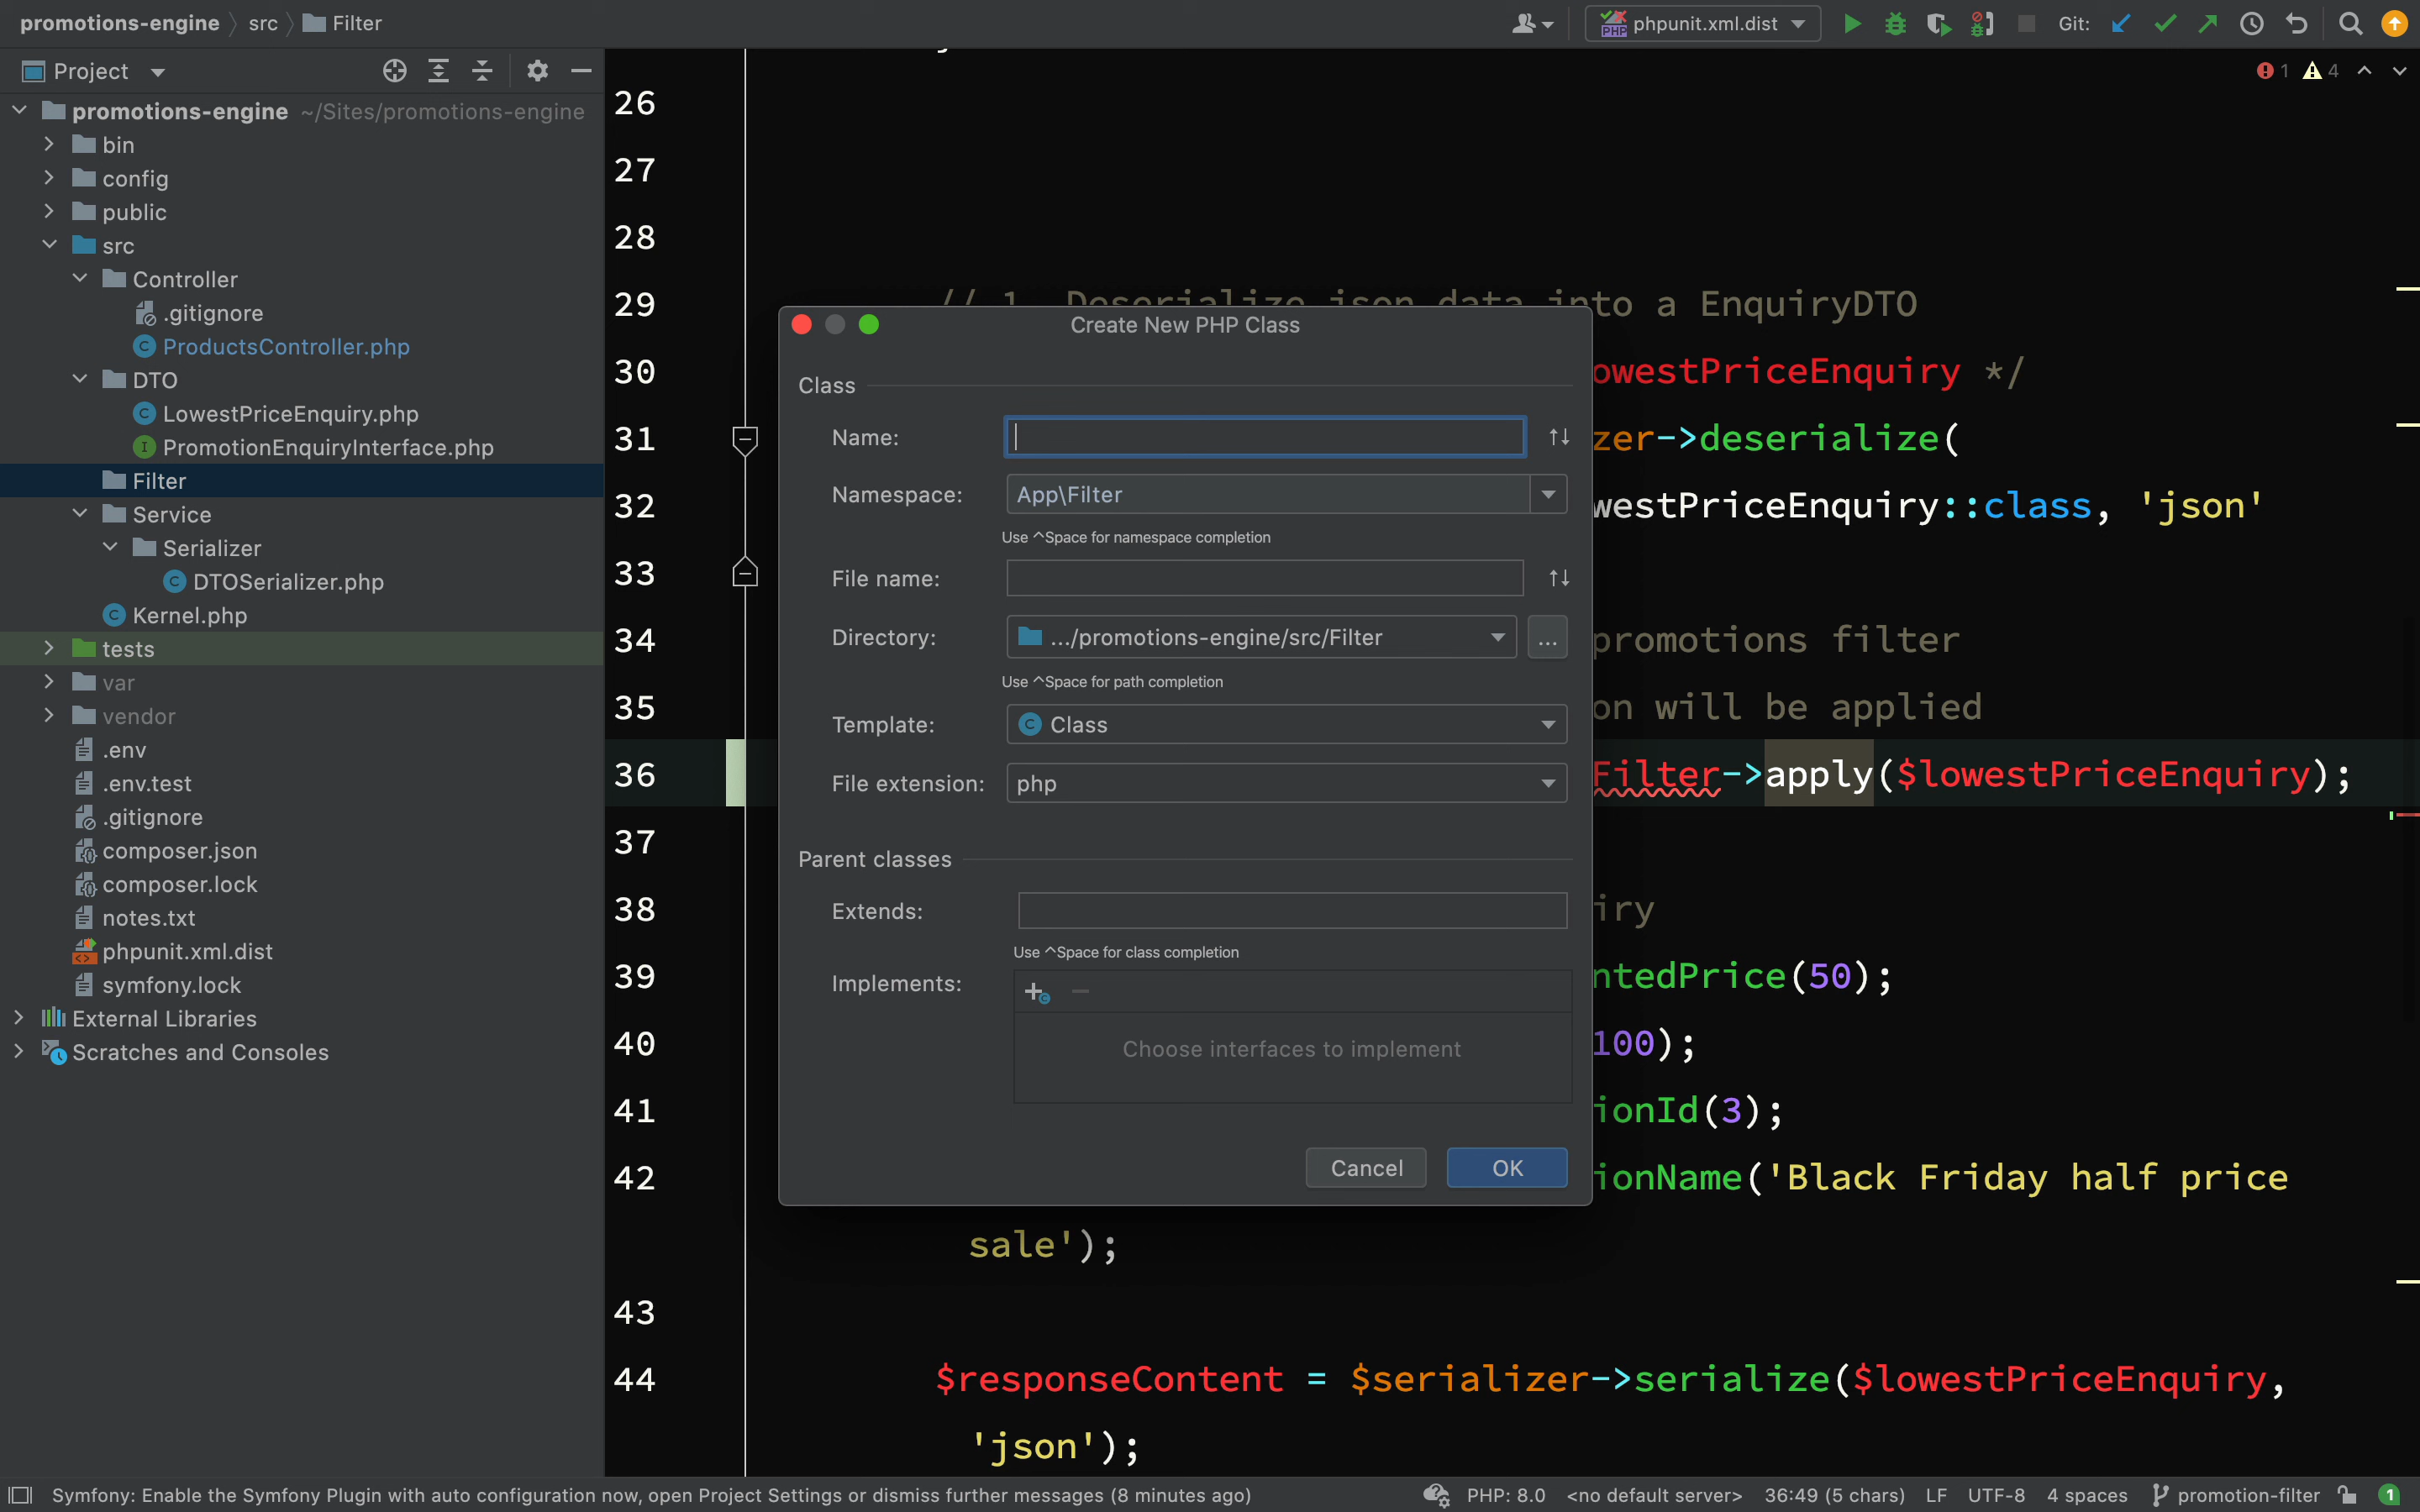 promotions-engine src Filter
phpunit.xml.dist
Git:
Project
1 4
promotions-engine ~/Sites/promotions-engine
bin
config
public
src
Controller
.gitignore
ProductsController.php
DTO
LowestPriceEnquiry.php
PromotionEnquiryInterface.php
Filter
Service
Serializer
DTOSerializer.php
Kernel.php
tests
var
vendor
.env
.env.test
.gitignore
composer.json
composer.lock
notes.txt
phpunit.xml.dist
symfony.lock
External Libraries
Scratches and Consoles
26
27
28
29 // 1. Deserialize json data into a EnquiryDTO
30 owestPriceEnquiry */
31 zer->deserialize(
32 westPriceEnquiry::class, 'json'
33
34 promotions filter
35 on will be applied
36 Filter->apply($lowestPriceEnquiry);
37
38 iry
39 ntedPrice(50);
40 100);
41 ionId(3);
42 ionName('Black Friday half price
sale');
43
44 $responseContent = $serializer->serialize($lowestPriceEnquiry,
'json');
Create New PHP Class
Class
Name:
Namespace: App\Filter
Use ^Space for namespace completion
File name:
Directory: .../promotions-engine/src/Filter ...
Use ^Space for path completion
Template: Class
File extension: php
Parent classes
Extends:
Use ^Space for class completion
Implements:
Choose interfaces to implement
Cancel OK
Symfony: Enable the Symfony Plugin with auto configuration now, open Project Settings or dismiss further messages (8 minutes ago) PHP: 8.0 <no default server> 36:49 (5 chars) LF UTF-8 4 spaces promotion-filter 1